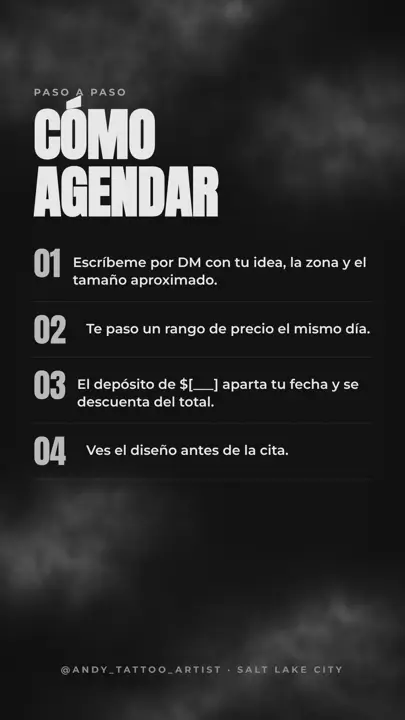 PASO A PASO
CÓMO
AGENDAR
01 Escríbeme por DM con tu idea, la zona y el
tamaño aproximado.
02 Te paso un rango de precio el mismo día.
03 El depósito de $[___] aparta tu fecha y se
descuenta del total.
04 Ves el diseño antes de la cita.
@ANDY_TATTOO_ARTIST · SALT LAKE CITY